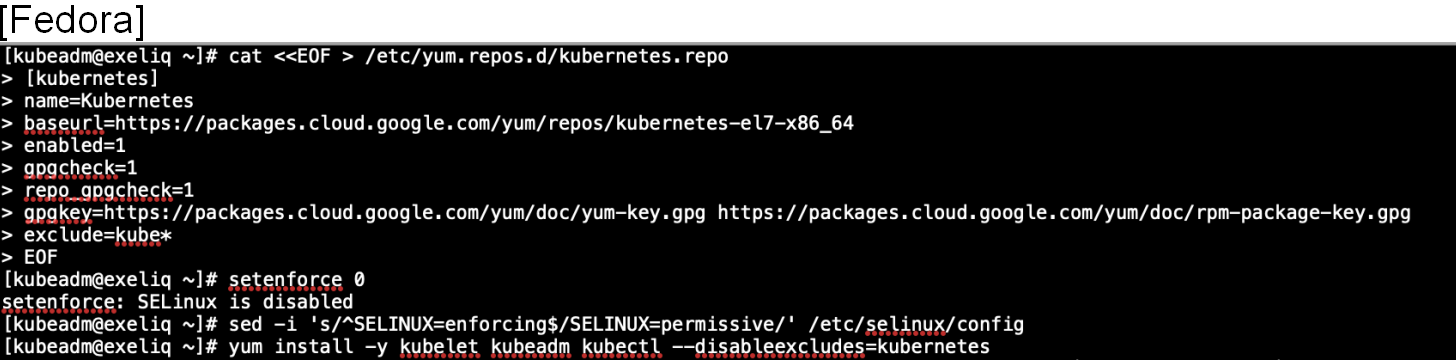 [Fedora]
[kubeadm@exeliq ~]# cat <<EOF > /etc/yum.repos.d/kubernetes.repo
> [kubernetes]
> name=Kubernetes
> baseurl=https://packages.cloud.google.com/yum/repos/kubernetes-el7-x86_64
> enabled=1
> gpgcheck=1
> repo_gpgcheck=1
> gpgkey=https://packages.cloud.google.com/yum/doc/yum-key.gpg https://packages.cloud.google.com/yum/doc/rpm-package-key.gpg
> exclude=kube*
> EOF
[kubeadm@exeliq ~]# setenforce 0
setenforce: SELinux is disabled
[kubeadm@exeliq ~]# sed -i 's/^SELINUX=enforcing$/SELINUX=permissive/' /etc/selinux/config
[kubeadm@exeliq ~]# yum install -y kubelet kubeadm kubectl --disableexcludes=kubernetes